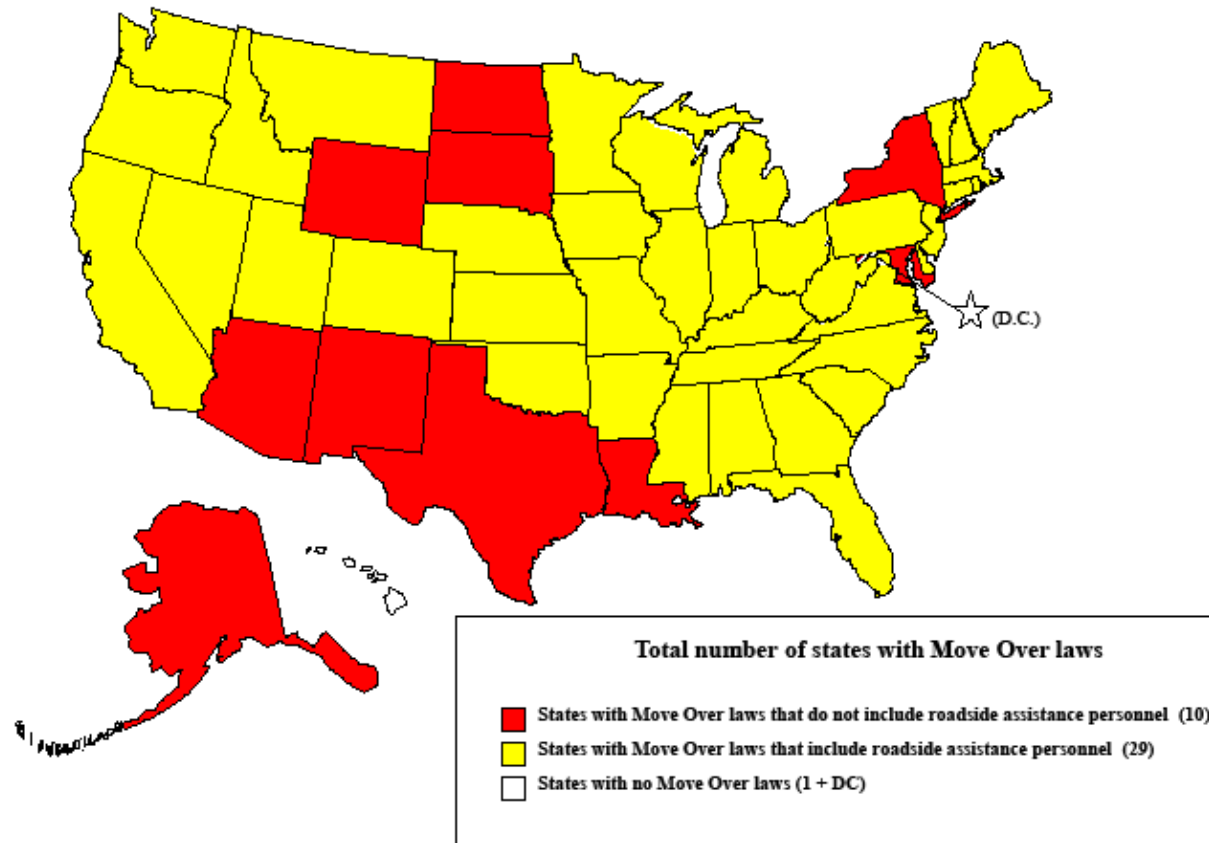 (D.C.)
Total number of states with Move Over laws
States with Move Over laws that do not include roadside assistance personnel (10)
States with Move Over laws that include roadside assistance personnel (29)
States with no Move Over laws (1 + DC)